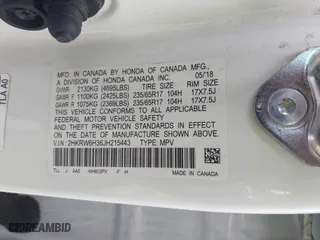 TLA A0
MFD. IN CANADA BY HONDA OF CANADA MFG.,
A DIVISION OF HONDA CANADA INC. 05/18
GVWR 2130KG (4695LBS) TIRE SIZE RIM SIZE
GAWR F 1100KG (2425LBS) 235/65R17 104H 17X7.5J
GAWR R 1075KG (2369LBS) 235/65R17 104H 17X7.5J
THIS VEHICLE CONFORMS TO ALL APPLICABLE
FEDERAL MOTOR VEHICLE SAFETY
AND THEFT PREVENTION STANDARDS IN EFFECT
ON THE DATE OF MANUFACTURE SHOWN ABOVE.
V.I.N: 2HKRW6H36JH215443 TYPE: MPV
MADE IN CANADA